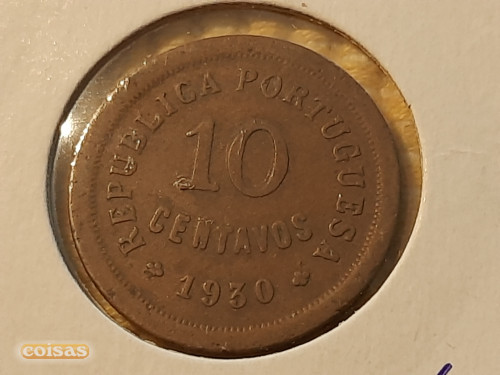 REPUBLICA PORTUGUESA
10
CENTAVOS
1930
coisas